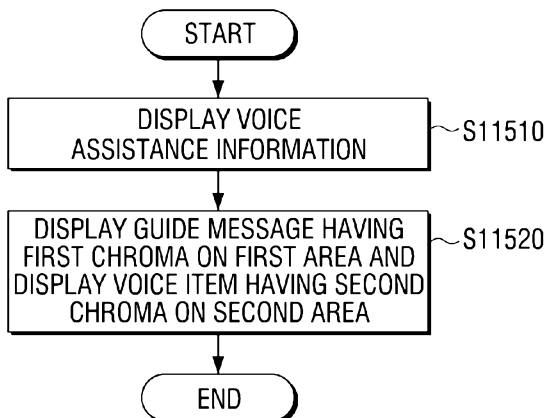 START
DISPLAY VOICE
ASSISTANCE INFORMATION
S11510
DISPLAY GUIDE MESSAGE HAVING
FIRST CHROMA ON FIRST AREA AND
DISPLAY VOICE ITEM HAVING SECOND
CHROMA ON SECOND AREA
S11520
END